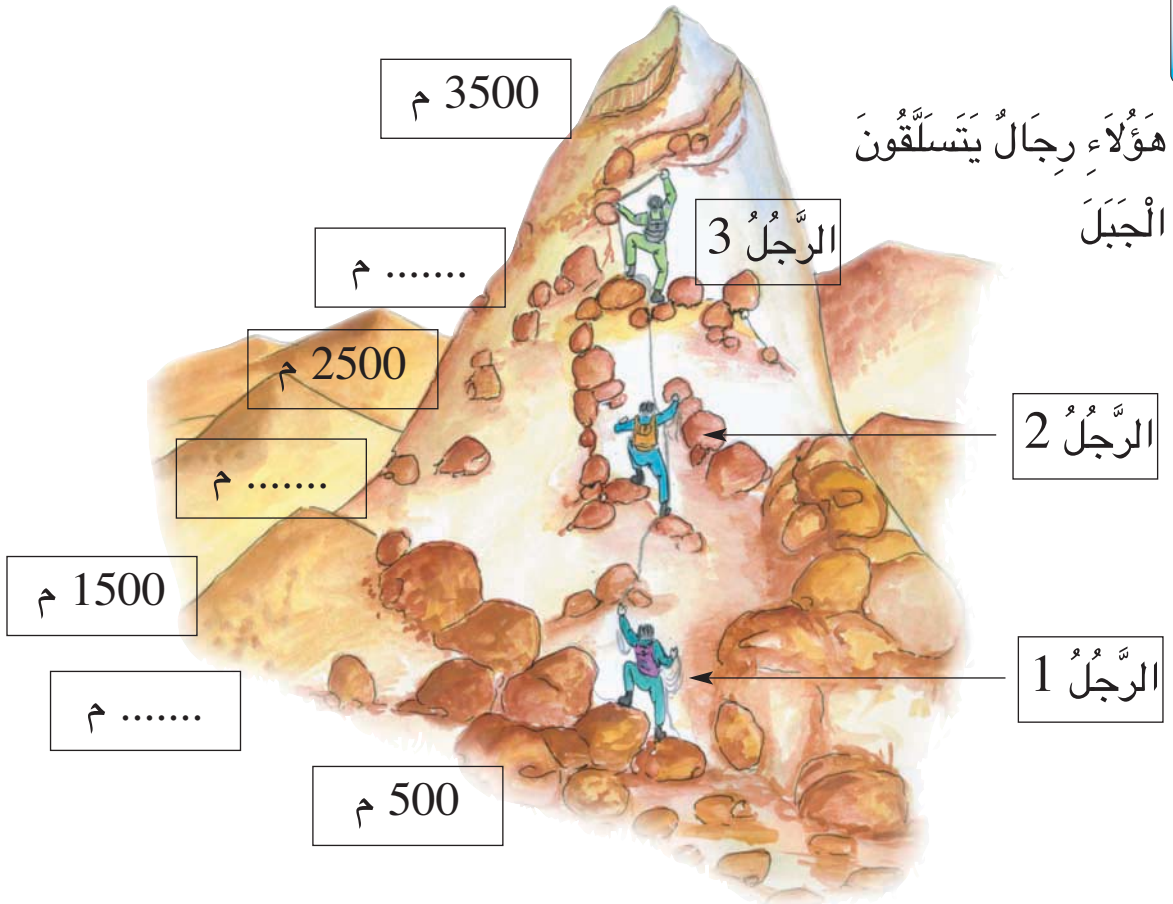 هَؤُلَاءِ رِجَالٌ يَتَسَلَّقُونَ
الْجَبَلَ
3500 م
الرَّجُلُ 3
....... م
2500 م
الرَّجُلُ 2
....... م
1500 م
الرَّجُلُ 1
....... م
500 م